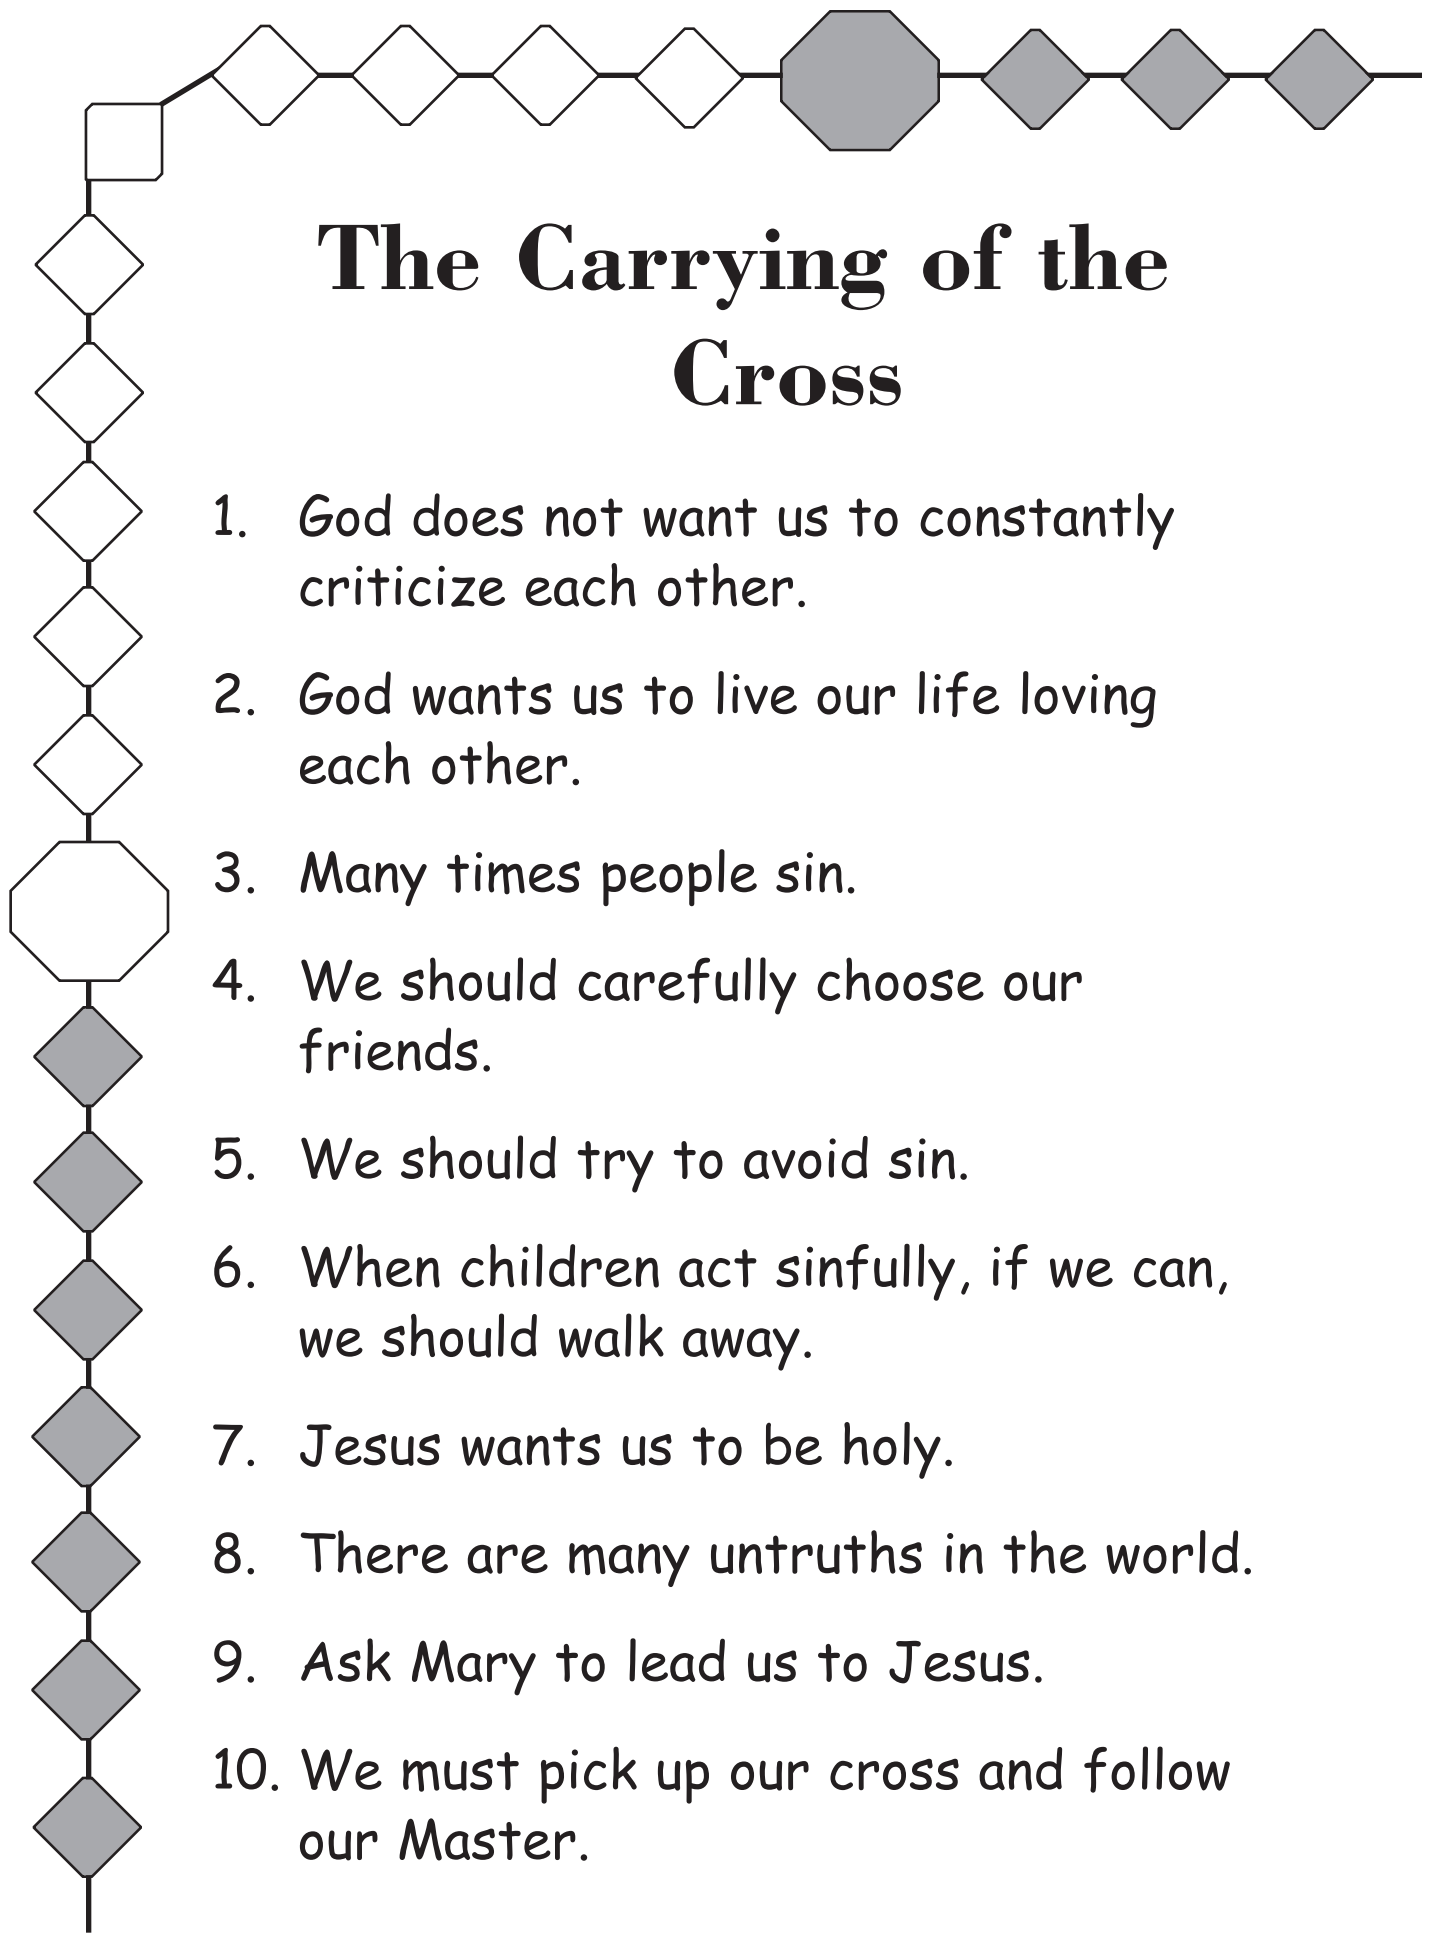 The Carrying of the
Cross
1. God does not want us to constantly
criticize each other.
2. God wants us to live our life loving
each other.
3. Many times people sin.
4. We should carefully choose our
friends.
5. We should try to avoid sin.
6. When children act sinfully, if we can,
we should walk away.
7. Jesus wants us to be holy.
8. There are many untruths in the world.
9. Ask Mary to lead us to Jesus.
10. We must pick up our cross and follow
our Master.